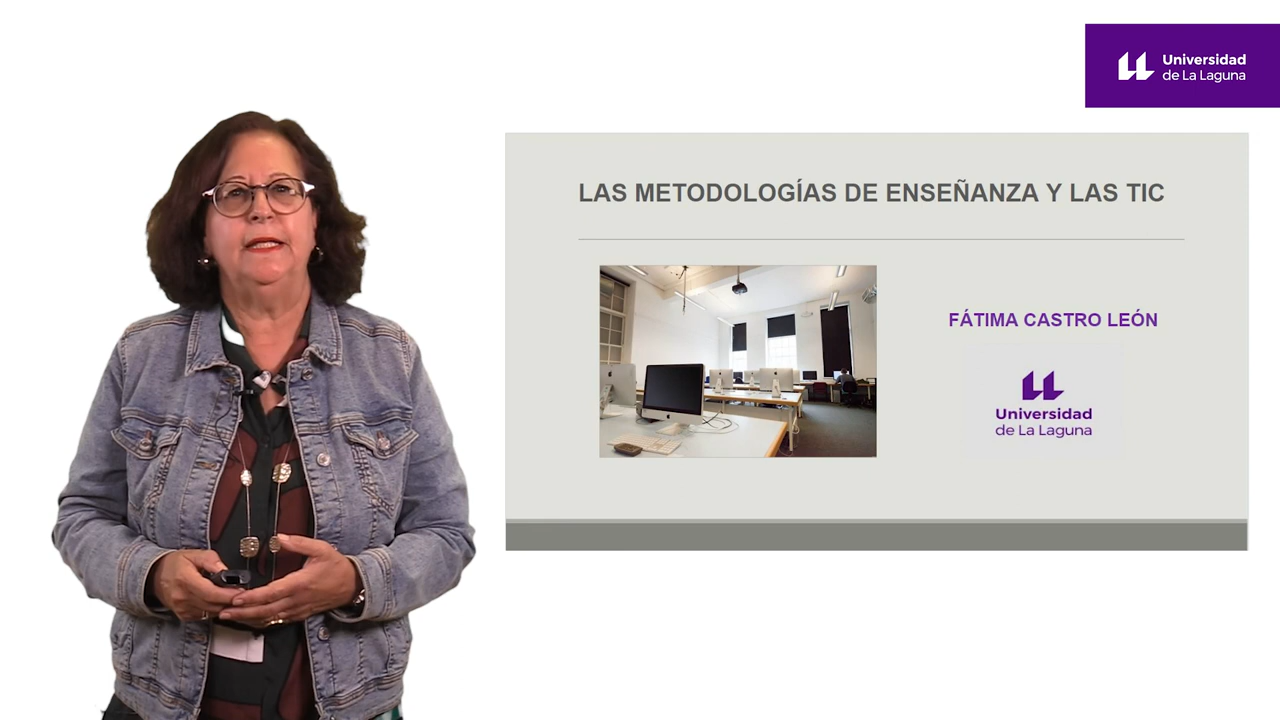 Universidad
de La Laguna
LAS METODOLOGÍAS DE ENSEÑANZA Y LAS TIC
FÁTIMA CASTRO LEÓN
Universidad
de La Laguna